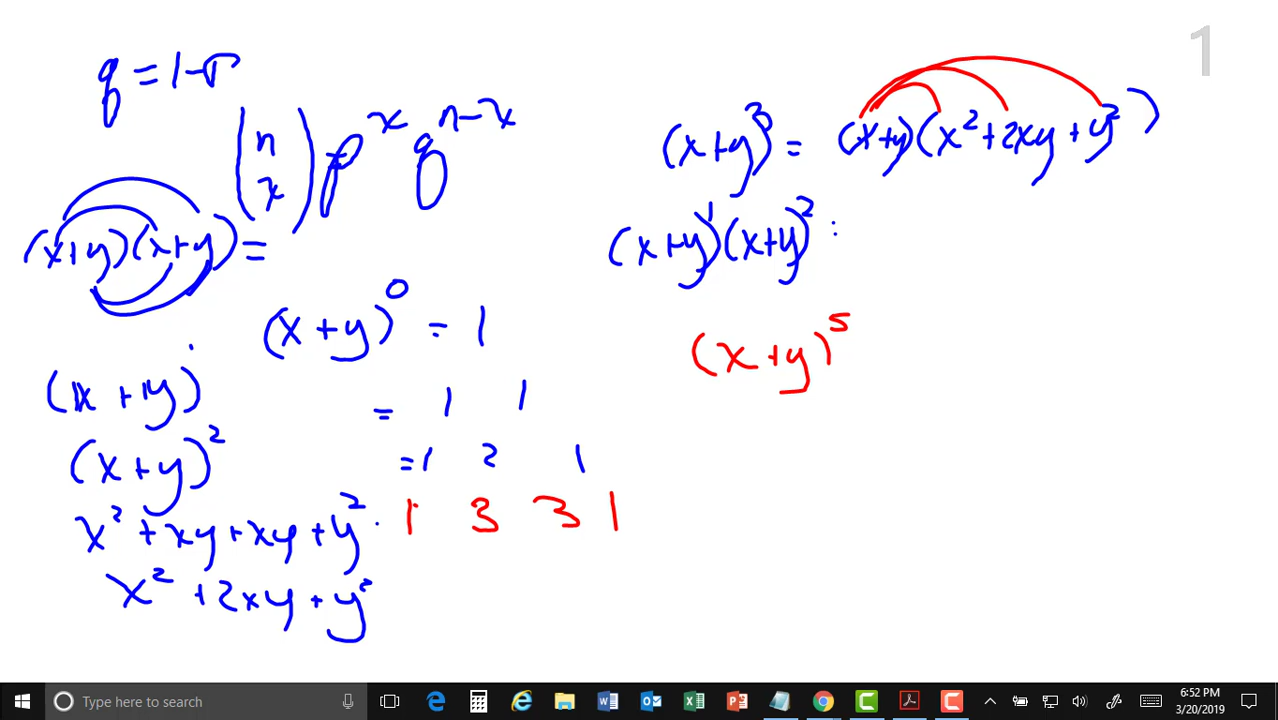 1
q = 1-p
(n x) p^x q^(n-x)
(x+y)(x+y) =
(x+y)^0 = 1
(1x + 1y)^1 = 1 1
(x+y)^2 = 1 2 1
x^2 + xy + xy + y^2 1 3 3 1
x^2 + 2xy + y^2
(x+y)^3 = (x+y)(x^2 + 2xy + y^2)
(x+y)^1 (x+y)^2 :
(x+y)^5
Type here to search
6:52 PM
3/20/2019